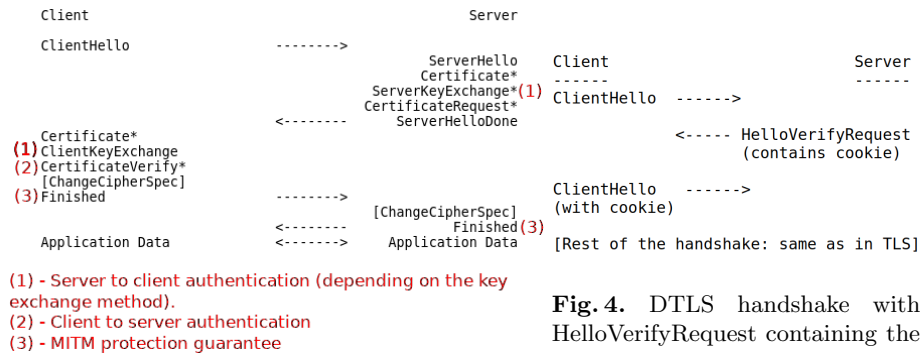 Client Server
ClientHello -------->
ServerHello
Certificate*
ServerKeyExchange* (1)
CertificateRequest*
<-------- ServerHelloDone
Certificate*
(1) ClientKeyExchange
(2) CertificateVerify*
[ChangeCipherSpec]
(3) Finished -------->
[ChangeCipherSpec]
<-------- Finished (3)
Application Data <-------> Application Data
(1) - Server to client authentication (depending on the key
exchange method).
(2) - Client to server authentication
(3) - MITM protection guarantee
Client Server
------ ------
ClientHello ------>
<----- HelloVerifyRequest
(contains cookie)
ClientHello ------>
(with cookie)
[Rest of the handshake: same as in TLS]
Fig. 4. DTLS handshake with
HelloVerifyRequest containing the